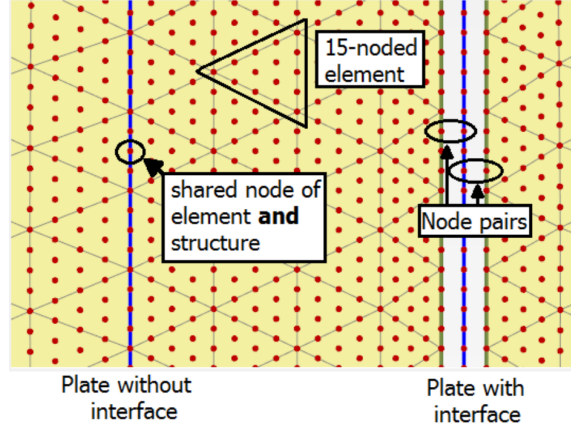 15-noded
element
shared node of
element and
structure
Node pairs
Plate without
interface
Plate with
interface